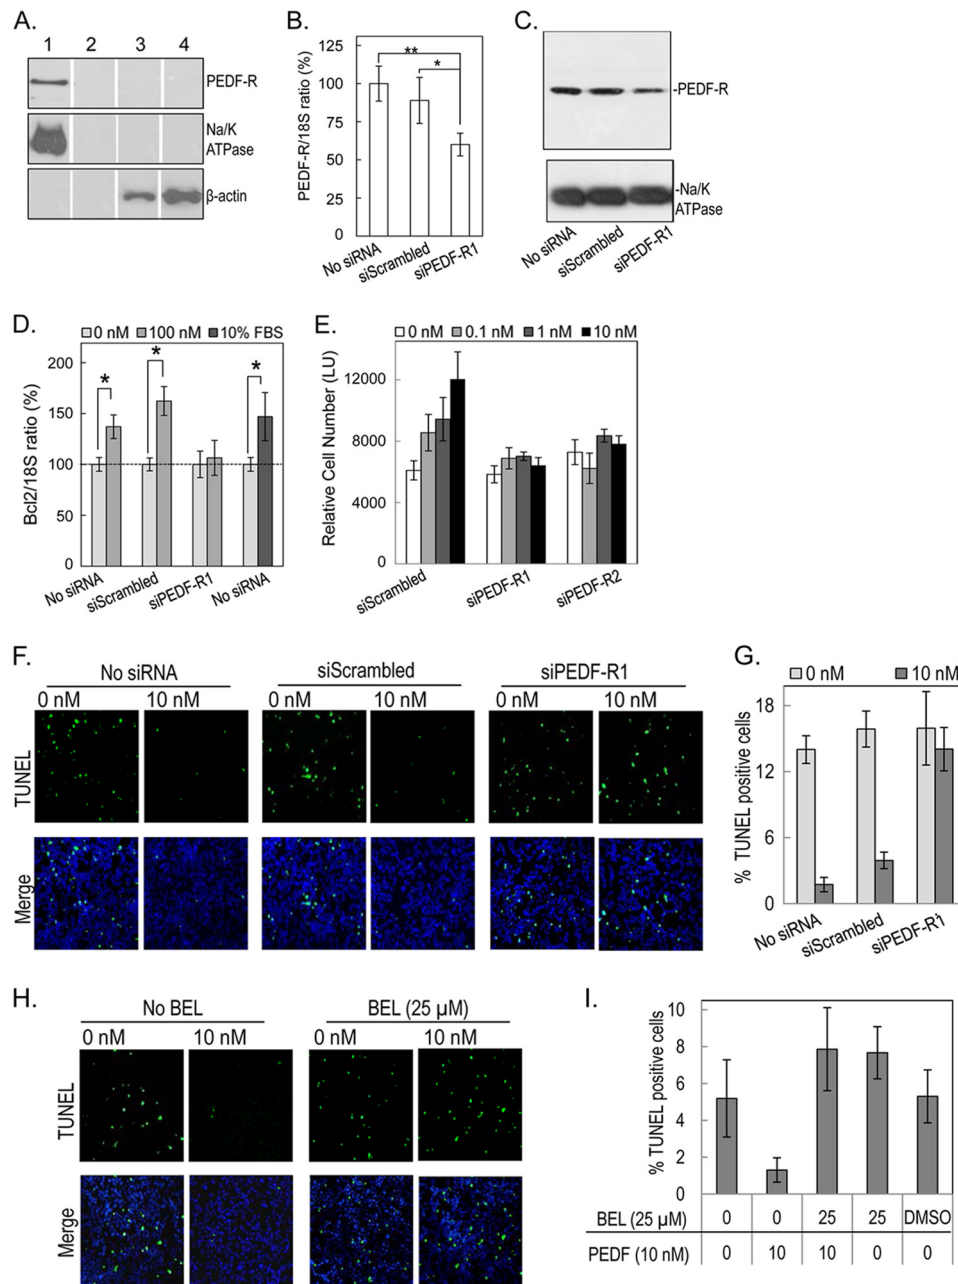 A.
1 2 3 4
PEDF-R
Na/K
ATPase
β-actin
B.
PEDF-R/18S ratio (%)
125
100
75
50
25
0
**
*
No siRNA
siScrambled
siPEDF-R1
C.
-PEDF-R
-Na/K
ATPase
No siRNA
siScrambled
siPEDF-R1
D.
0 nM 100 nM 10% FBS
Bcl2/18S ratio (%)
200
150
100
50
0
*
*
*
No siRNA
siScrambled
siPEDF-R1
No siRNA
E.
0 nM 0.1 nM 1 nM 10 nM
Relative Cell Number (LU)
12000
8000
4000
0
siScrambled
siPEDF-R1
siPEDF-R2
F.
No siRNA siScrambled siPEDF-R1
0 nM 10 nM 0 nM 10 nM 0 nM 10 nM
TUNEL
Merge
G.
0 nM 10 nM
% TUNEL positive cells
18
12
6
0
No siRNA
siScrambled
siPEDF-R1
H.
No BEL BEL (25 µM)
0 nM 10 nM 0 nM 10 nM
TUNEL
Merge
I.
% TUNEL positive cells
10
8
6
4
2
0
BEL (25 µM) 0 0 25 25 DMSO
PEDF (10 nM) 0 10 10 0 0